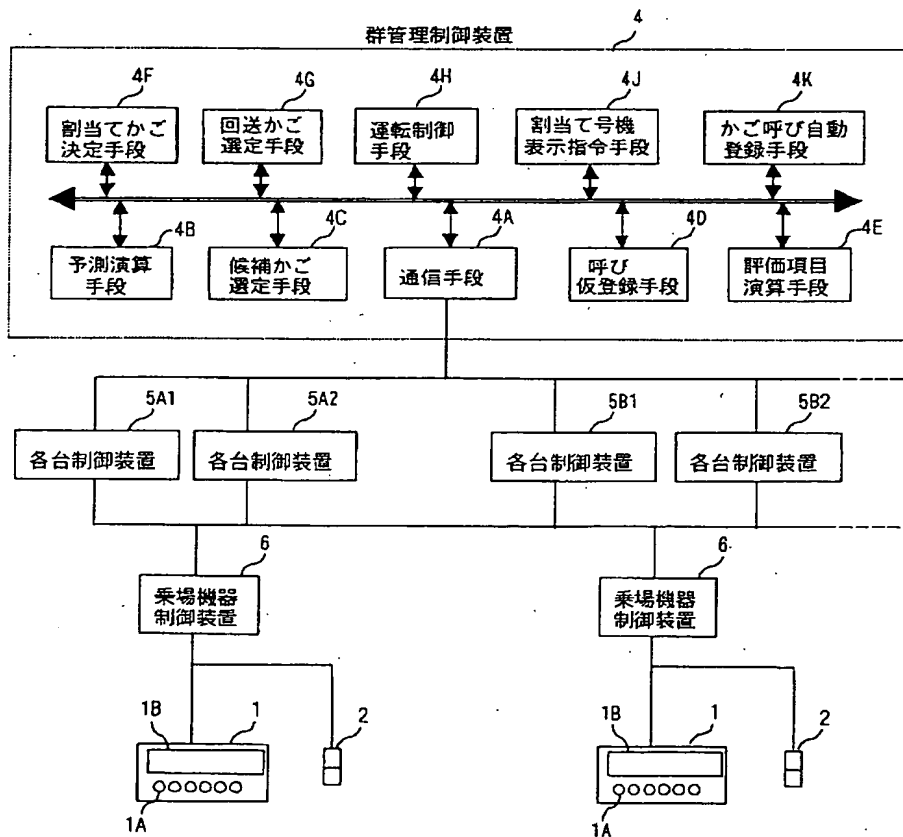 群管理制御装置
4
4F
4G
4H
4J
4K
割当てかご
決定手段
回送かご
選定手段
運転制御
手段
割当て号機
表示指令手段
かご呼び自動
登録手段
4B
4C
4A
4D
4E
予測演算
手段
候補かご
選定手段
通信手段
呼び
仮登録手段
評価項目
演算手段
5A1
5A2
5B1
5B2
各台制御装置
各台制御装置
各台制御装置
各台制御装置
6
6
乗場機器
制御装置
乗場機器
制御装置
1B
1
2
1B
1
2
1A
1A